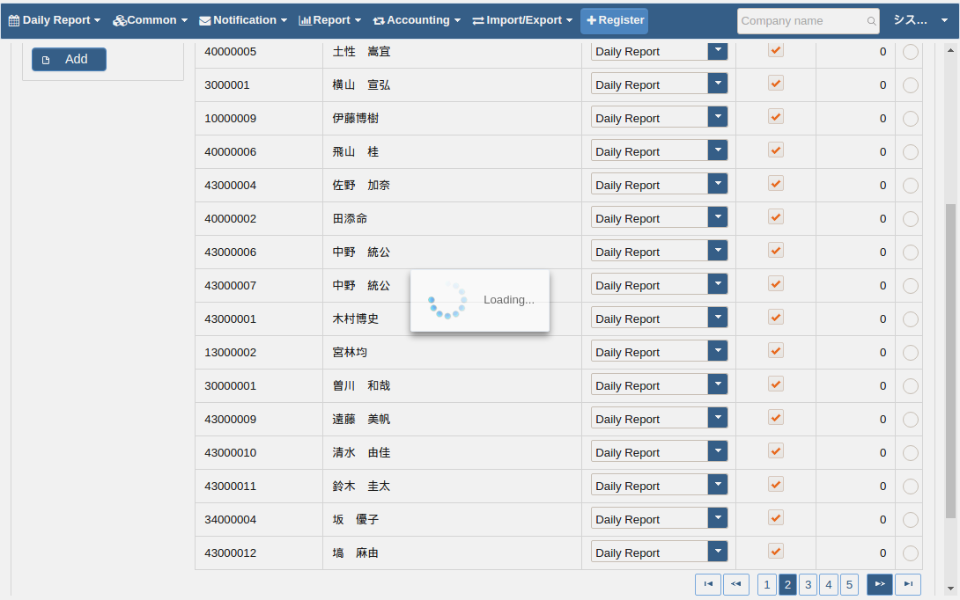 Daily Report Common Notification Report Accounting Import/Export Register Company name シス...
Add
40000005 土性 嵩宜 Daily Report 0
3000001 横山 宣弘 Daily Report 0
10000009 伊藤博樹 Daily Report 0
40000006 飛山 桂 Daily Report 0
43000004 佐野 加奈 Daily Report 0
40000002 田添命 Daily Report 0
43000006 中野 統公 Daily Report 0
43000007 中野 統公 Daily Report 0
Loading...
43000001 木村博史 Daily Report 0
13000002 宮林均 Daily Report 0
30000001 曽川 和哉 Daily Report 0
43000009 遠藤 美帆 Daily Report 0
43000010 清水 由佳 Daily Report 0
43000011 鈴木 圭太 Daily Report 0
34000004 坂 優子 Daily Report 0
43000012 塙 麻由 Daily Report 0
1 2 3 4 5